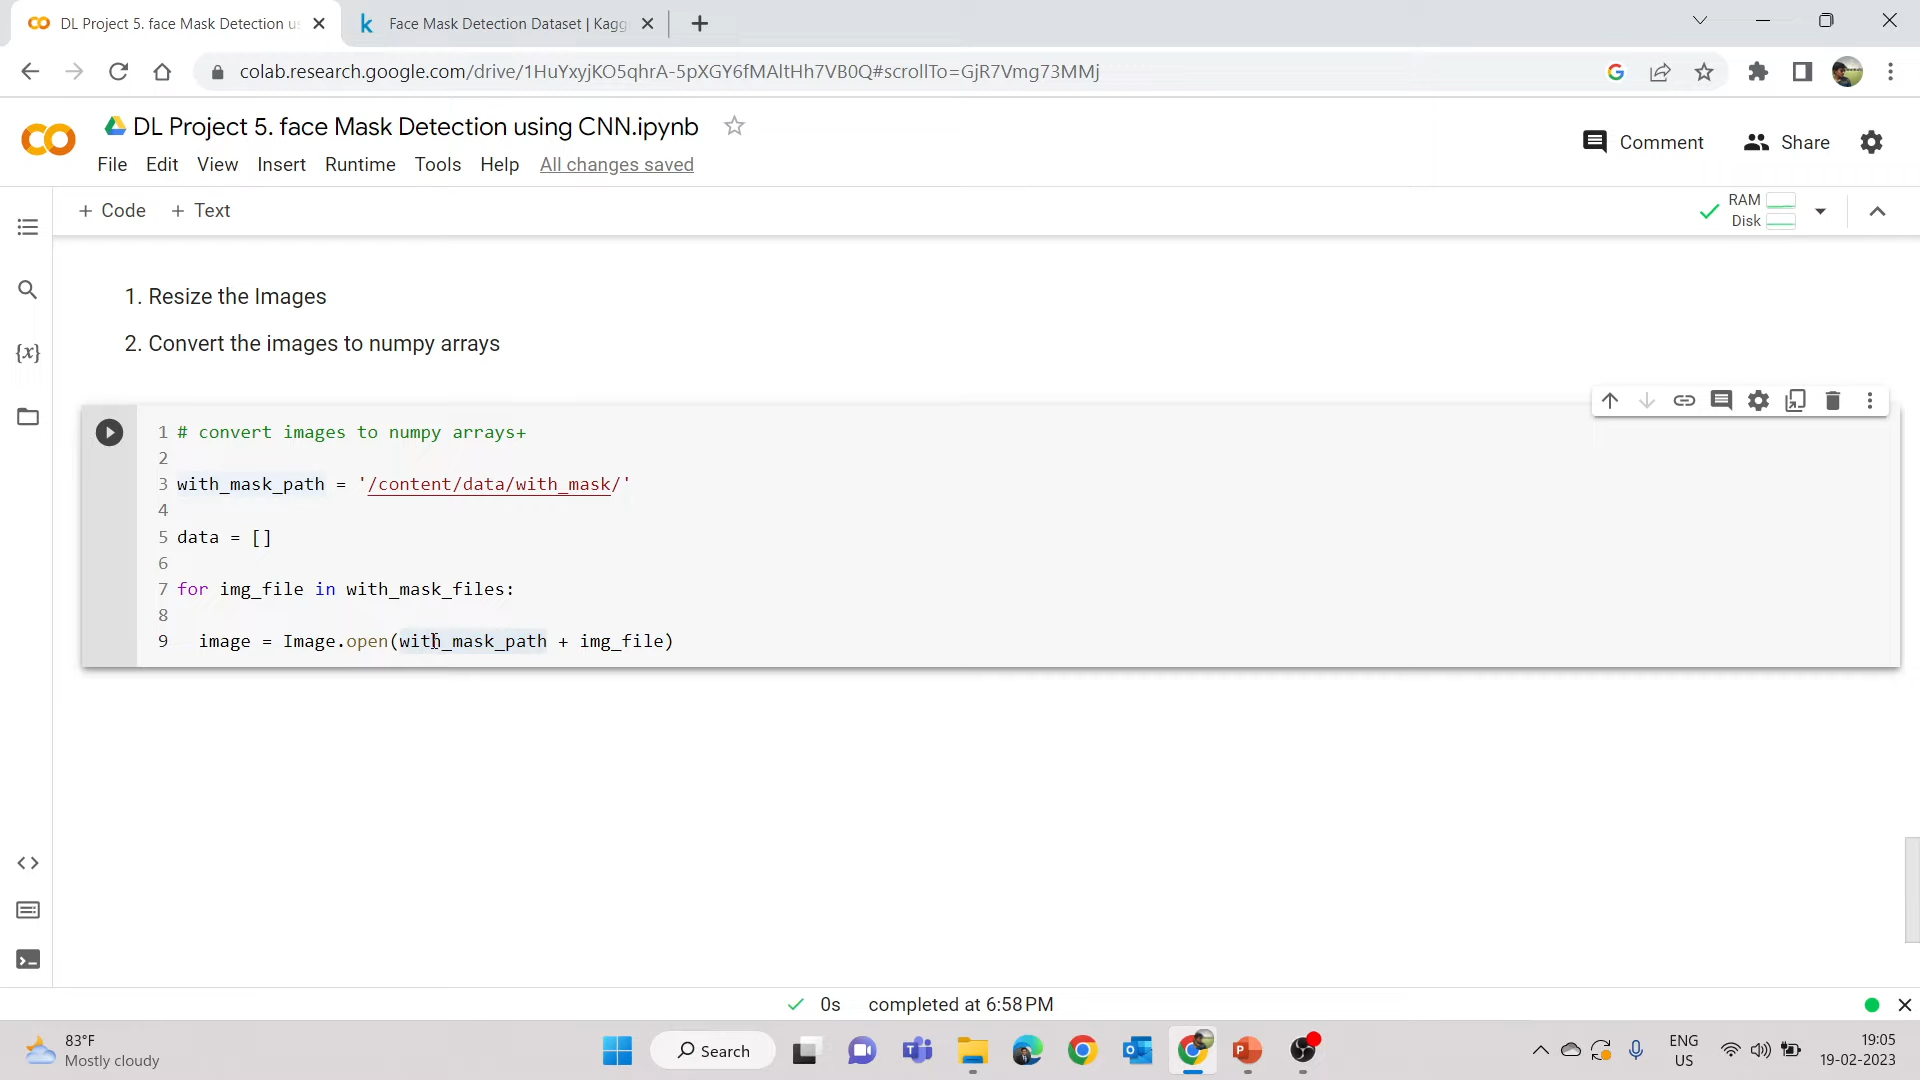 DL Project 5. face Mask Detection us
Face Mask Detection Dataset | Kagg
colab.research.google.com/drive/1HuYxyjKO5qhrA-5pXGY6fMAltHh7VB0Q#scrollTo=GjR7Vmg73MMj
DL Project 5. face Mask Detection using CNN.ipynb
Comment
Share
File Edit View Insert Runtime Tools Help All changes saved
+ Code + Text
RAM
Disk
1. Resize the Images
2. Convert the images to numpy arrays
1 # convert images to numpy arrays+
2
3 with_mask_path = '/content/data/with_mask/'
4
5 data = []
6
7 for img_file in with_mask_files:
8
9 image = Image.open(with_mask_path + img_file)
0s completed at 6:58 PM
83°F
Mostly cloudy
Search
ENG
US
19:05
19-02-2023